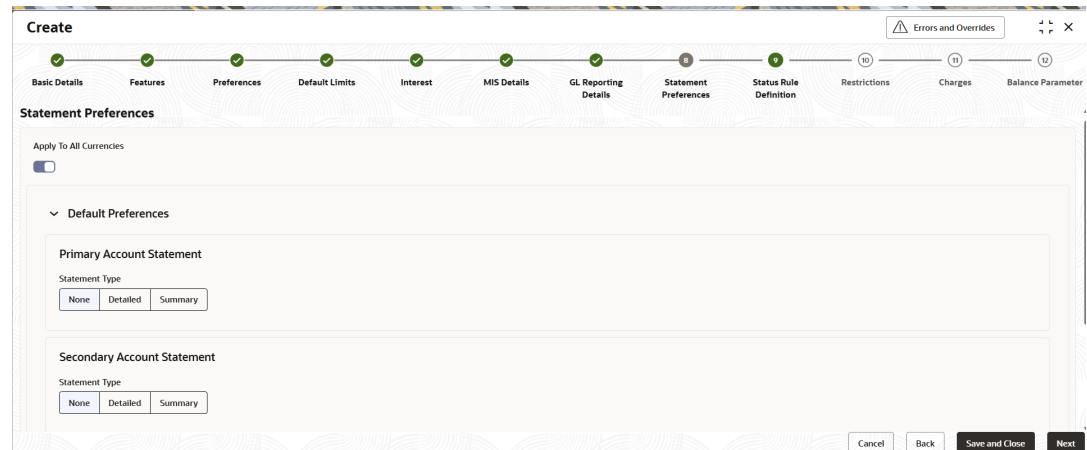 Create
Errors and Overrides
8
9
10
11
12
Basic Details
Features
Preferences
Default Limits
Interest
MIS Details
GL Reporting
Details
Statement
Preferences
Status Rule
Definition
Restrictions
Charges
Balance Parameter
Statement Preferences
Apply To All Currencies
Default Preferences
Primary Account Statement
Statement Type
None Detailed Summary
Secondary Account Statement
Statement Type
None Detailed Summary
Cancel Back Save and Close Next